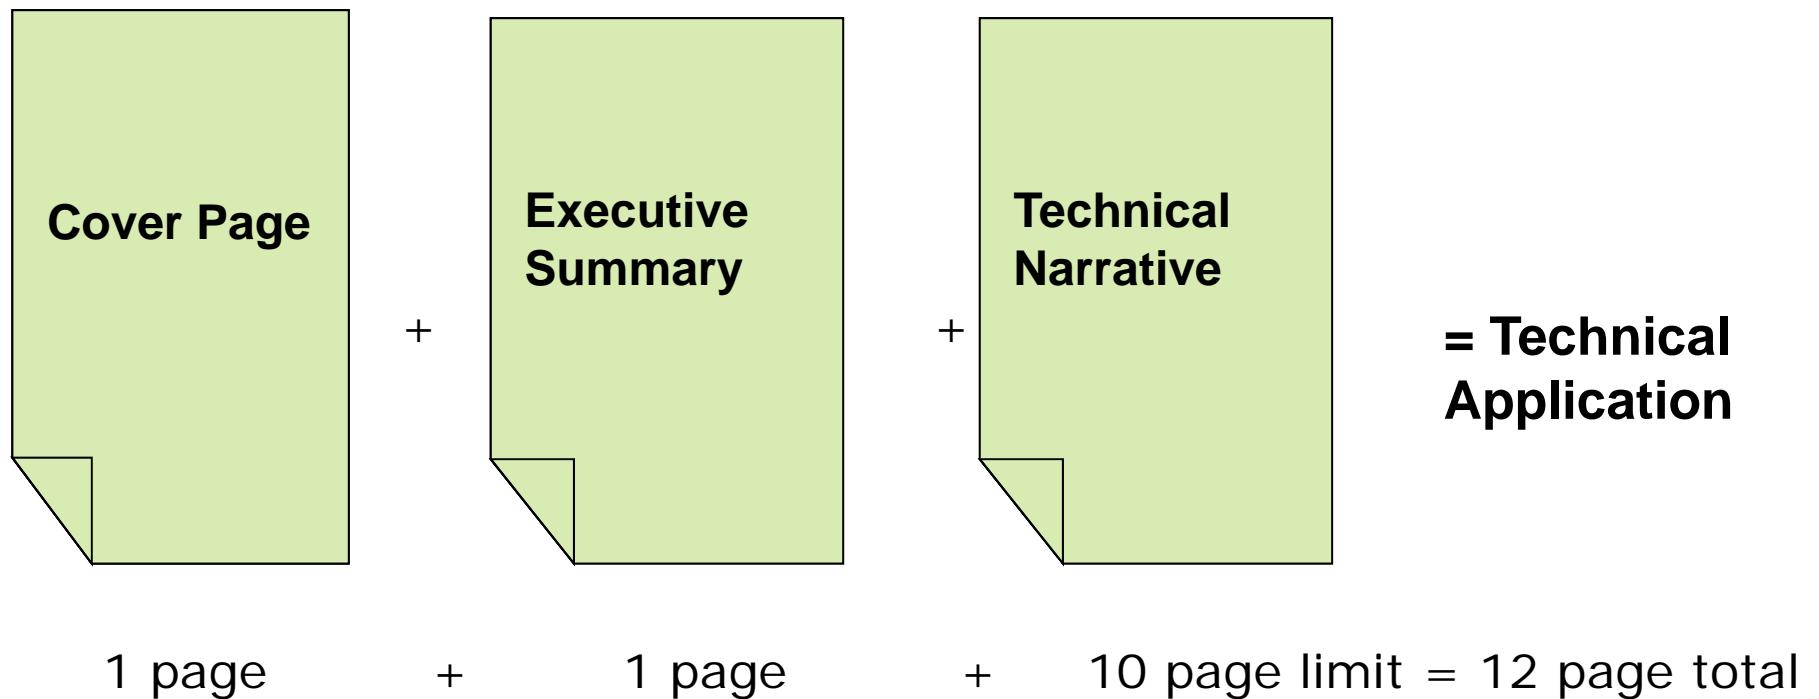 Cover Page
+
Executive
Summary
+
Technical
Narrative
= Technical
Application
1 page + 1 page + 10 page limit = 12 page total